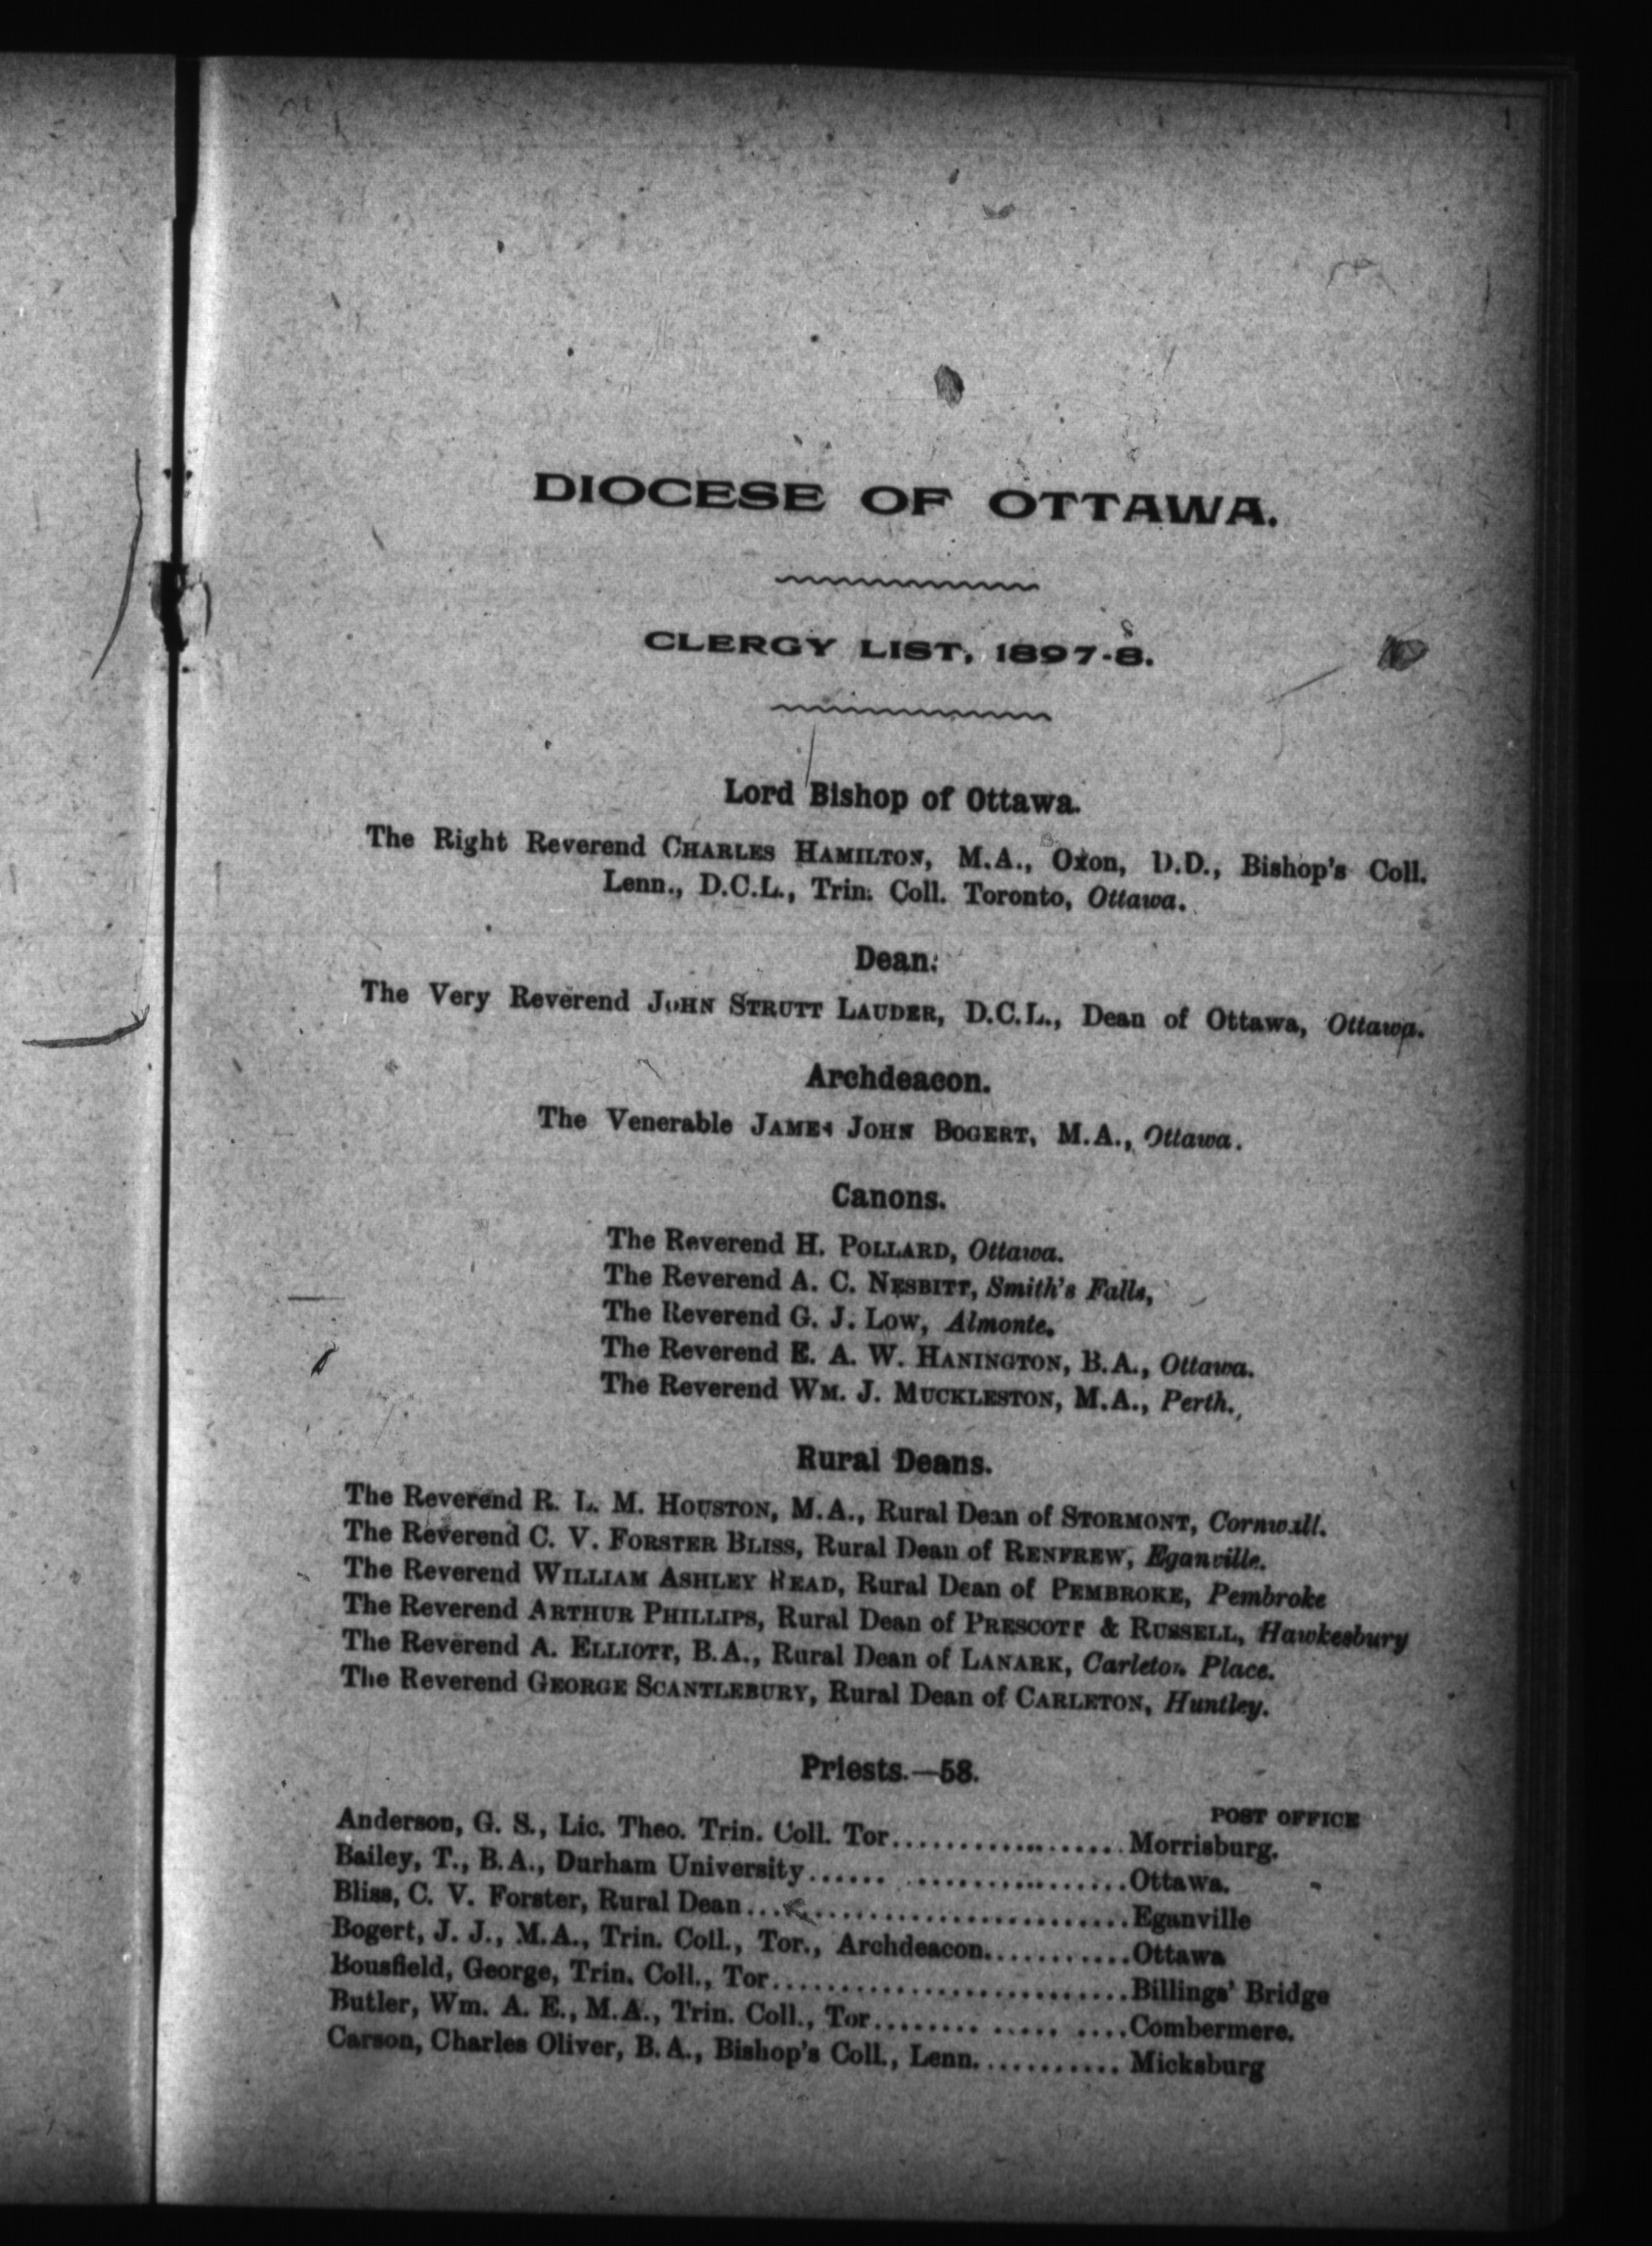 DIOCESE OF OTTAWA.
CLERGY LIST, 1897-8.
Lord Bishop of Ottawa.
The Right Reverend CHARLES HAMILTON, M.A., Oxon, D.D., Bishop's Coll.
Lenn., D.C.L., Trin. Coll. Toronto, Ottawa.
Dean.
The Very Reverend JOHN STRUTT LAUDER, D.C.L., Dean of Ottawa, Ottawa.
Archdeacon.
The Venerable JAMES JOHN BOGERT, M.A., Ottawa.
Canons.
The Reverend H. POLLARD, Ottawa.
The Reverend A. C. NESBITT, Smith's Falls,
The Reverend G. J. LOW, Almonte.
The Reverend E. A. W. HANINGTON, B.A., Ottawa.
The Reverend WM. J. MUCKLESTON, M.A., Perth.
Rural Deans.
The Reverend R. L. M. HOUSTON, M.A., Rural Dean of STORMONT, Cornwall.
The Reverend C. V. FORSTER BLISS, Rural Dean of RENFREW, Eganville.
The Reverend WILLIAM ASHLEY READ, Rural Dean of PEMBROKE, Pembroke
The Reverend ARTHUR PHILLIPS, Rural Dean of PRESCOTT & RUSSELL, Hawkesbury
The Reverend A. ELLIOTT, B.A., Rural Dean of LANARK, Carleton Place.
The Reverend GEORGE SCANTLEBURY, Rural Dean of CARLETON, Huntley.
Priests.—58.
POST OFFICE
Anderson, G. S., Lic. Theo. Trin. Coll. Tor.................... Morrisburg.
Bailey, T., B.A., Durham University...... ................Ottawa.
Bliss, C. V. Forster, Rural Dean.............................Eganville
Bogert, J. J., M.A., Trin. Coll., Tor., Archdeacon...........Ottawa
Bousfield, George, Trin. Coll., Tor...........................Billings' Bridge
Butler, Wm. A. E., M.A., Trin. Coll., Tor........ ..... ....Combermere.
Carson, Charles Oliver, B.A., Bishop's Coll., Lenn........... Micksburg